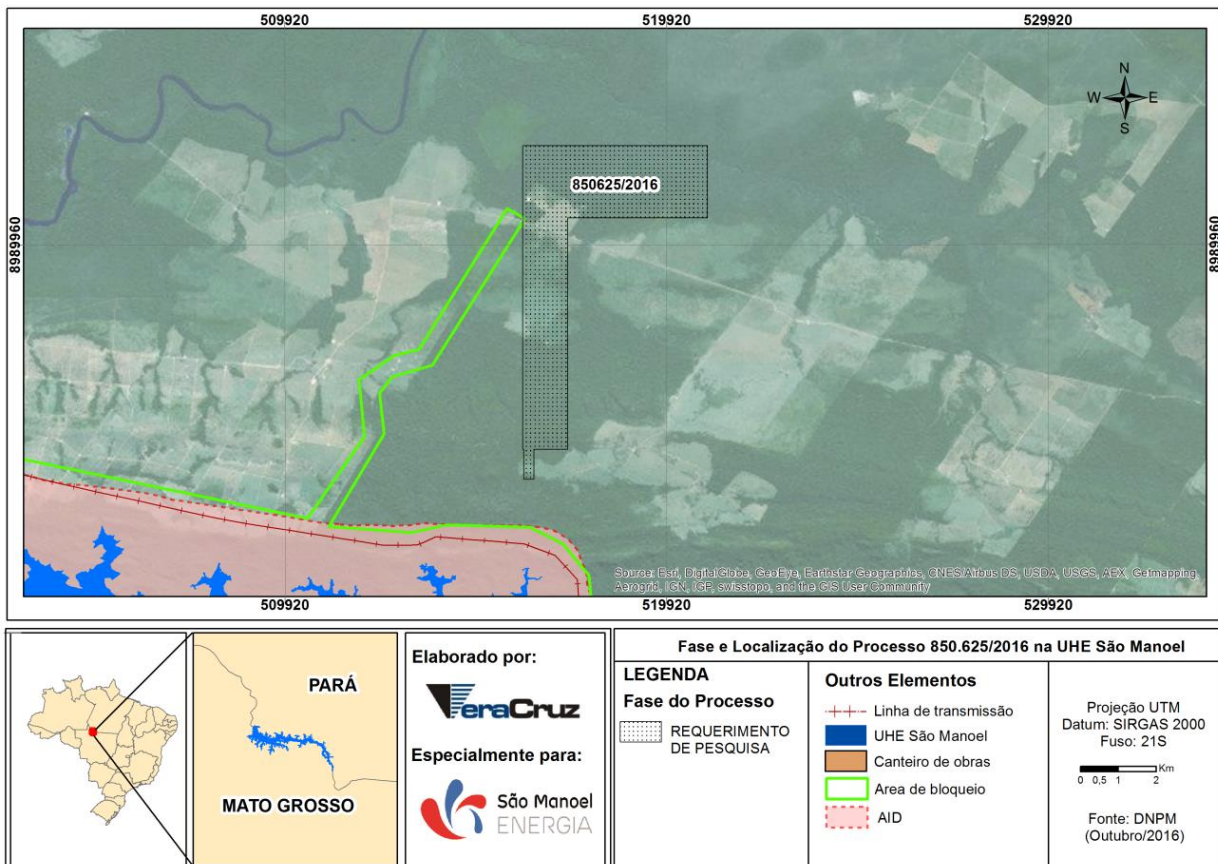 509920 519920 529920
N
W E
S
850625/2016
8989960 8989960
Source: Esri, DigitalGlobe, GeoEye, Earthstar Geographics, CNES/Airbus DS, USDA, USGS, AEX, Getmapping,
Aerogrid, IGN, IGP, swisstopo, and the GIS User Community
509920 519920 529920
PARÁ
MATO GROSSO
Elaborado por:
VeraCruz
Especialmente para:
São Manoel
ENERGIA
Fase e Localização do Processo 850.625/2016 na UHE São Manoel
LEGENDA
Fase do Processo
REQUERIMENTO
DE PESQUISA
Outros Elementos
Linha de transmissão
UHE São Manoel
Canteiro de obras
Area de bloqueio
AID
Projeção UTM
Datum: SIRGAS 2000
Fuso: 21S
Km
0 0,5 1 2
Fonte: DNPM
(Outubro/2016)